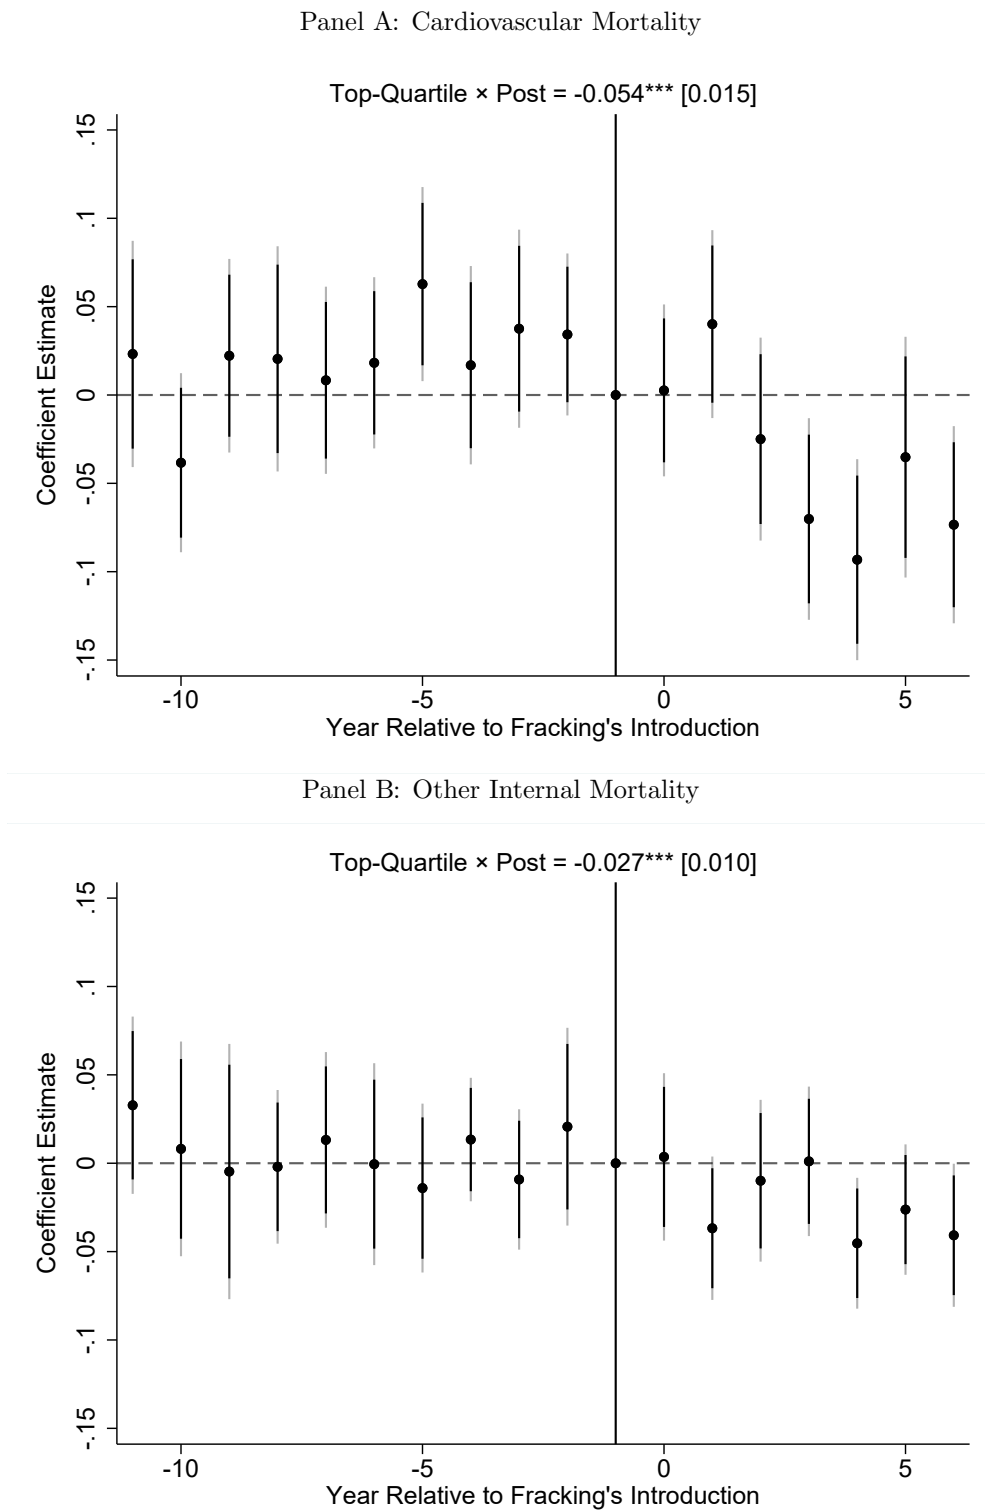 Panel A: Cardiovascular Mortality
Top-Quartile × Post = -0.054*** [0.015]
.15
.1
.05
0
-.05
-.1
-.15
Coefficient Estimate
-10
-5
0
5
Year Relative to Fracking's Introduction
Panel B: Other Internal Mortality
Top-Quartile × Post = -0.027*** [0.010]
.15
.1
.05
0
-.05
-.1
-.15
Coefficient Estimate
-10
-5
0
5
Year Relative to Fracking's Introduction